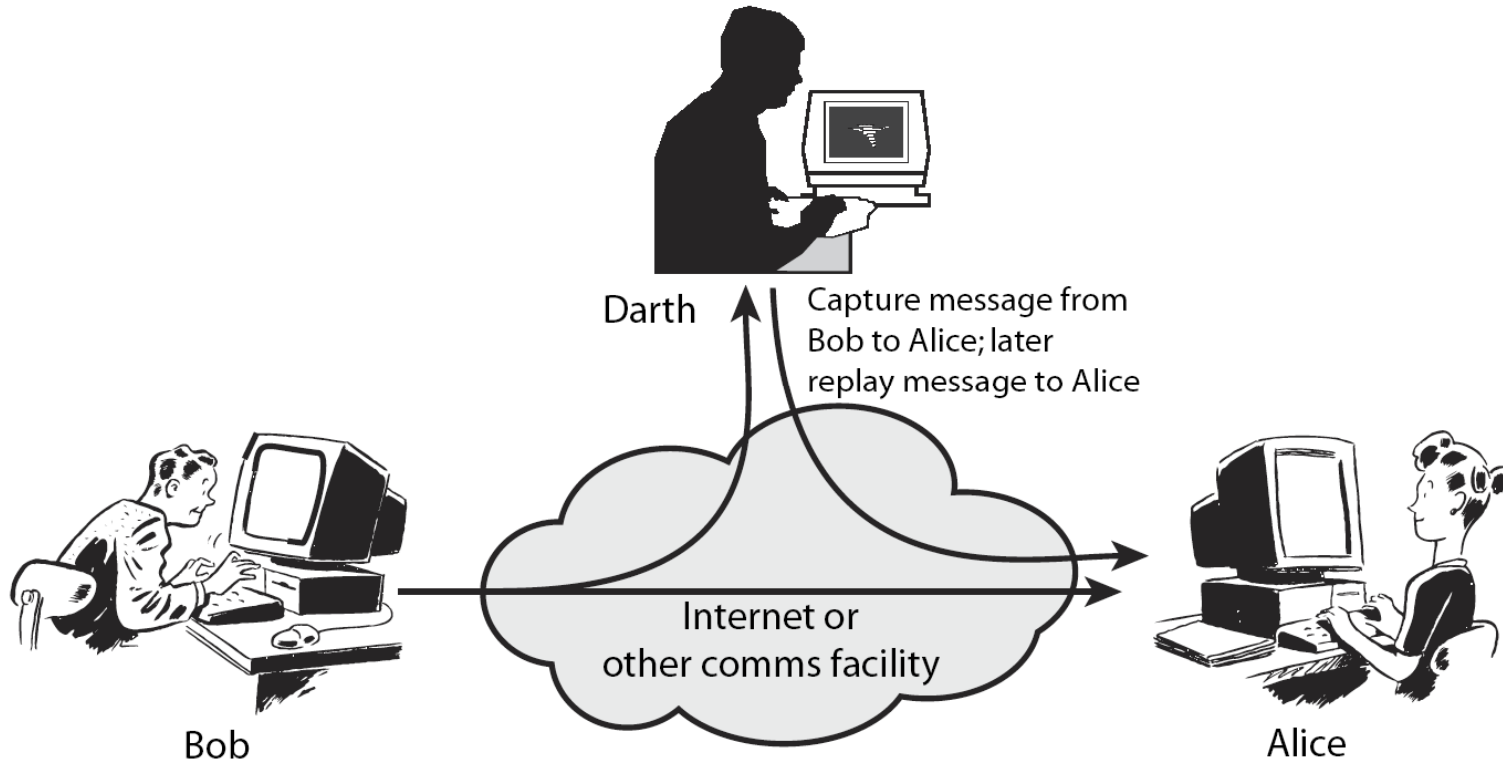 Darth
Capture message from
Bob to Alice; later
replay message to Alice
Internet or
other comms facility
Bob
Alice